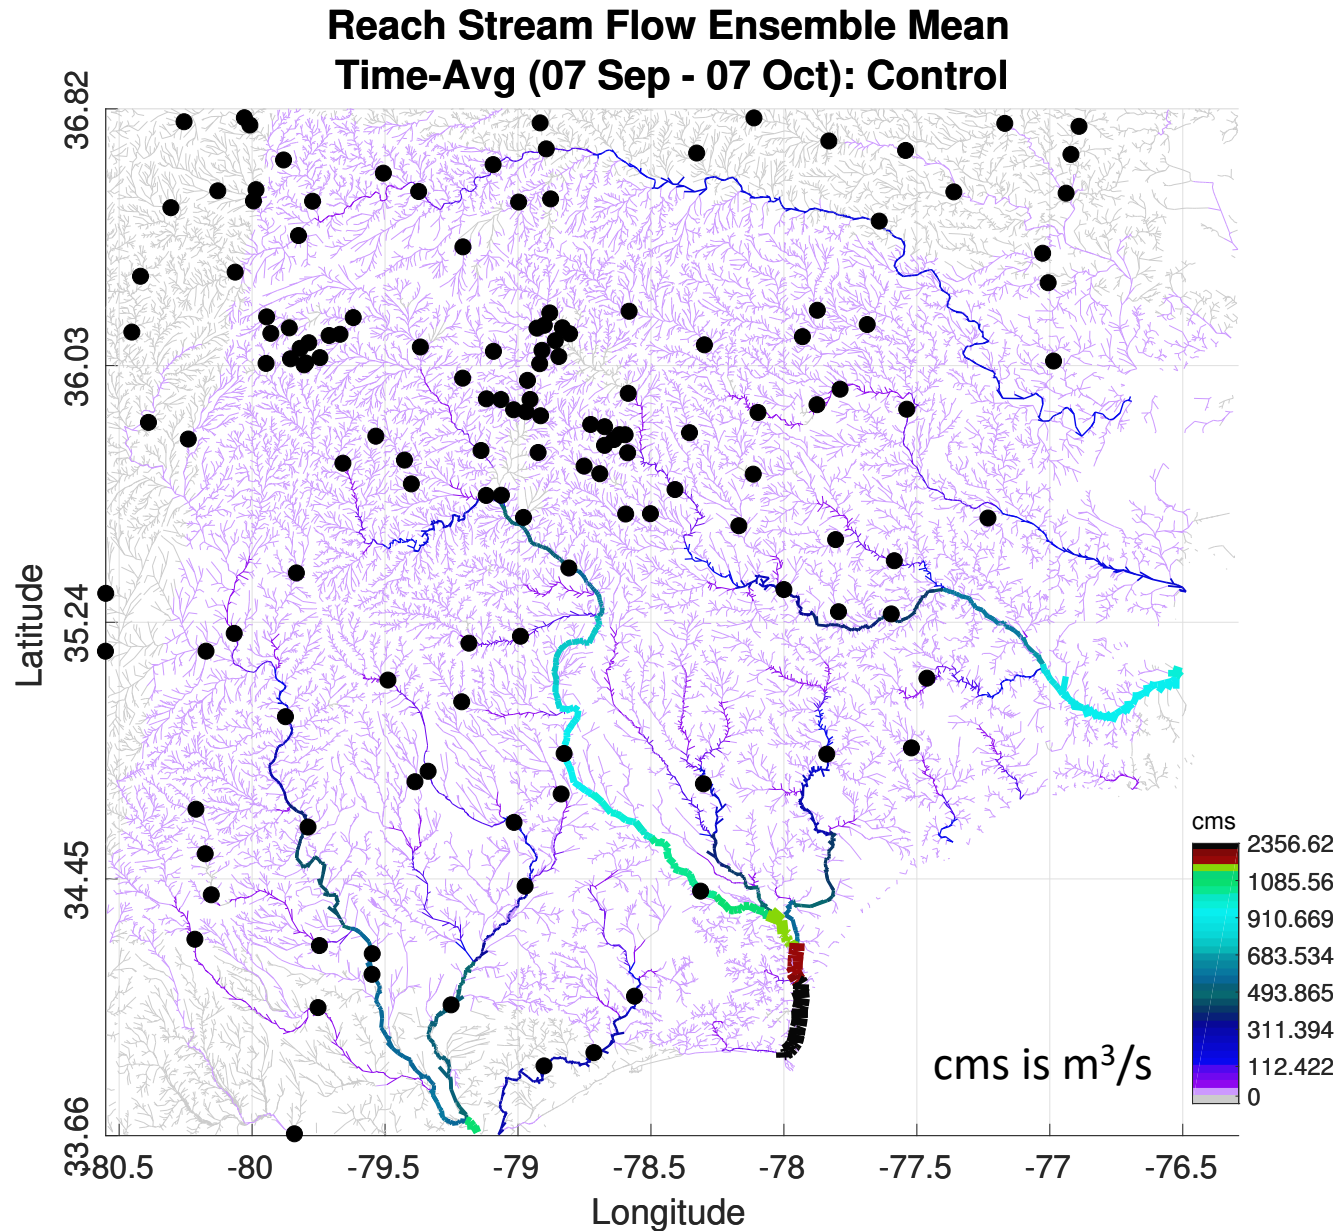 Reach Stream Flow Ensemble Mean
Time-Avg (07 Sep - 07 Oct): Control
36.82
36.03
35.24
34.45
33.66
Latitude
-80.5 -80 -79.5 -79 -78.5 -78 -77.5 -77 -76.5
Longitude
cms
2356.62
1085.56
910.669
683.534
493.865
311.394
112.422
0
cms is m³/s